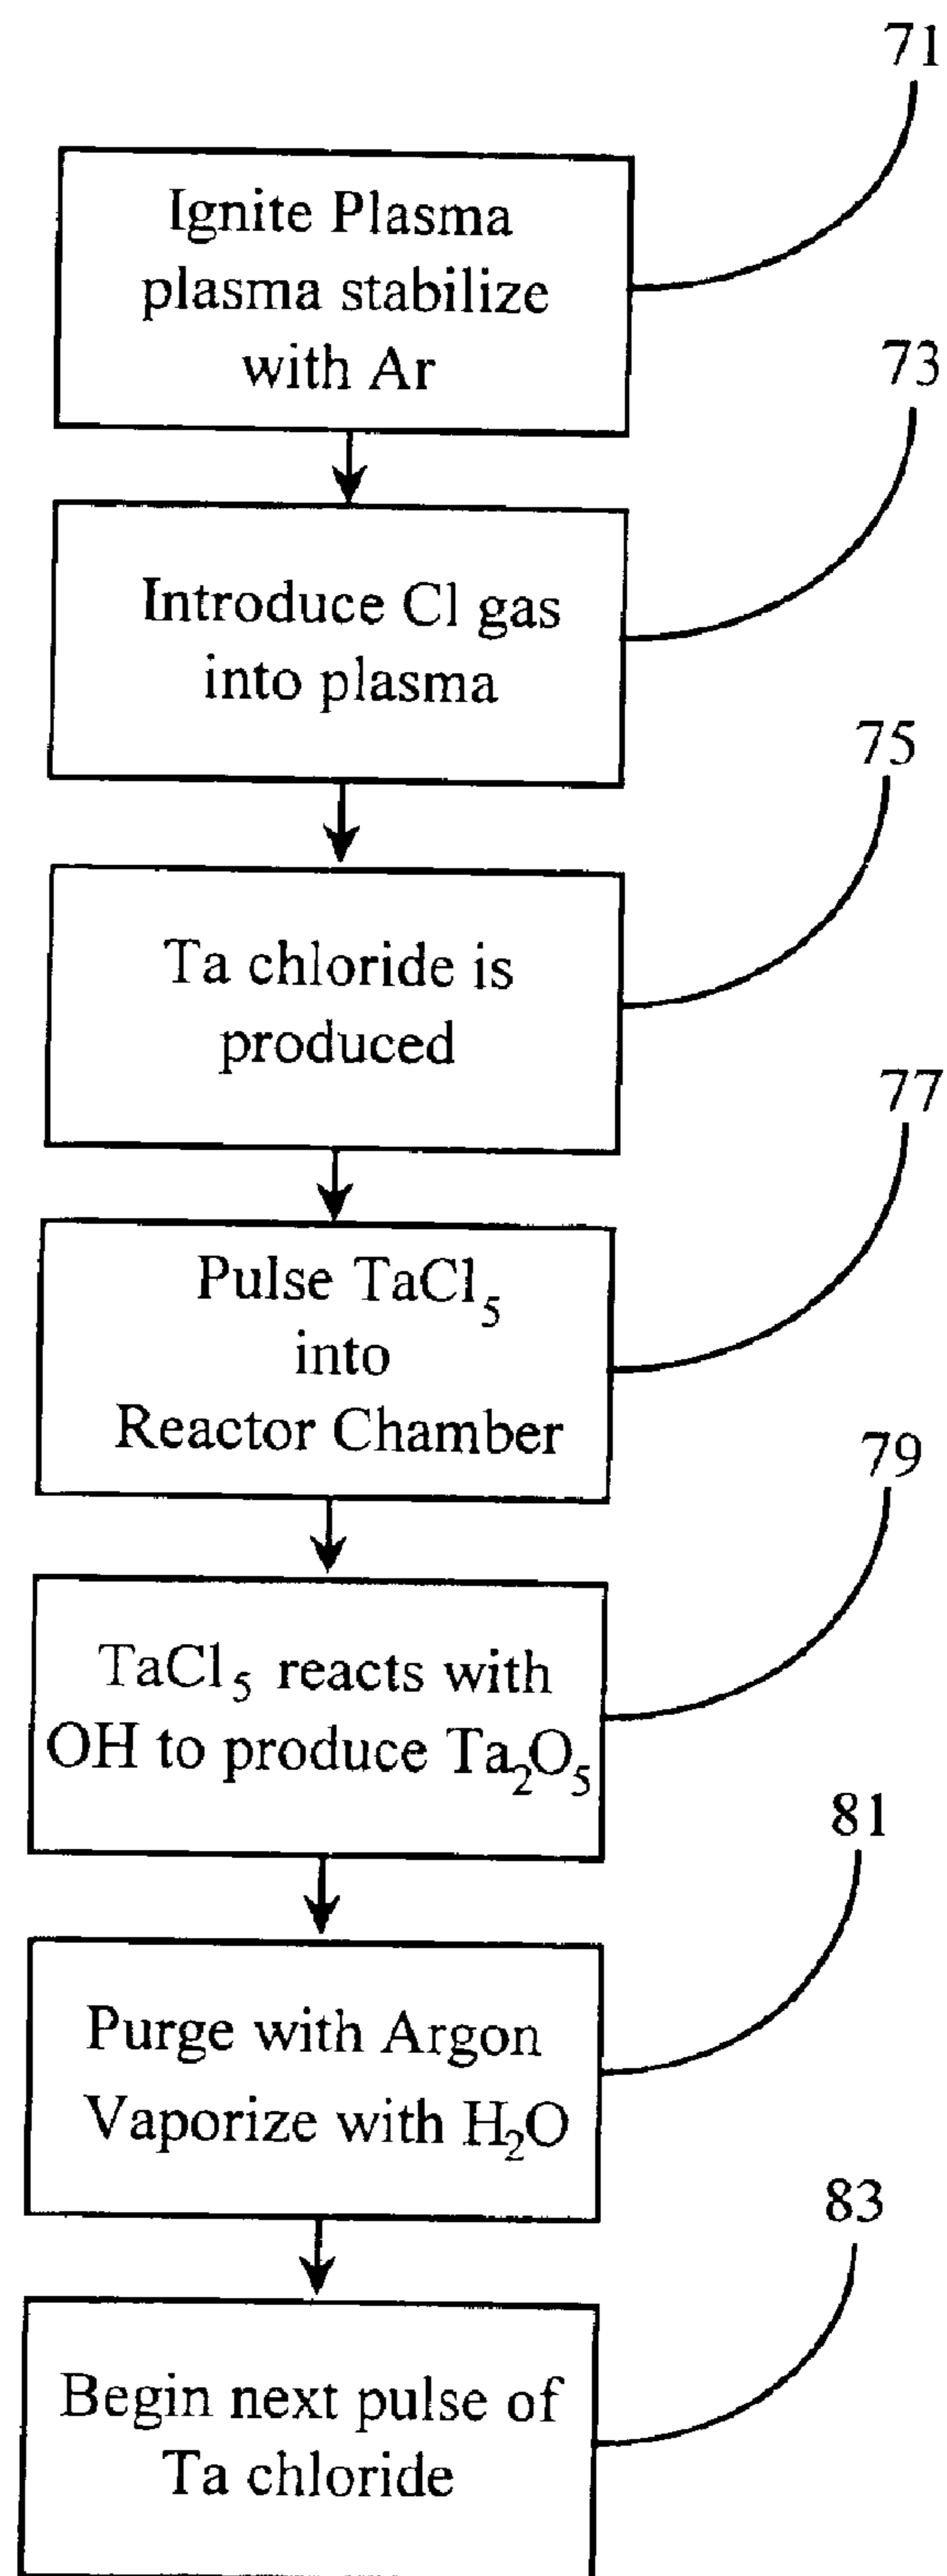 71
Ignite Plasma
plasma stabilize
with Ar
73
Introduce Cl gas
into plasma
75
Ta chloride is
produced
77
Pulse TaCl5
into
Reactor Chamber
79
TaCl5 reacts with
OH to produce Ta2O5
81
Purge with Argon
Vaporize with H2O
83
Begin next pulse of
Ta chloride